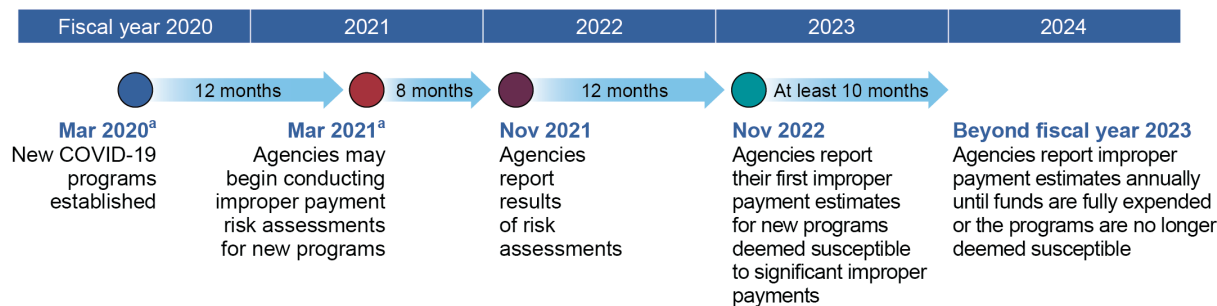 Fiscal year 2020
2021
2022
2023
2024
12 months
8 months
12 months
At least 10 months
Mar 2020a
New COVID-19
programs
established
Mar 2021a
Agencies may
begin conducting
improper payment
risk assessments
for new programs
Nov 2021
Agencies
report
results
of risk
assessments
Nov 2022
Agencies report
their first improper
payment estimates
for new programs
deemed susceptible
to significant improper
payments
Beyond fiscal year 2023
Agencies report improper
payment estimates annually
until funds are fully expended
or the programs are no longer
deemed susceptible